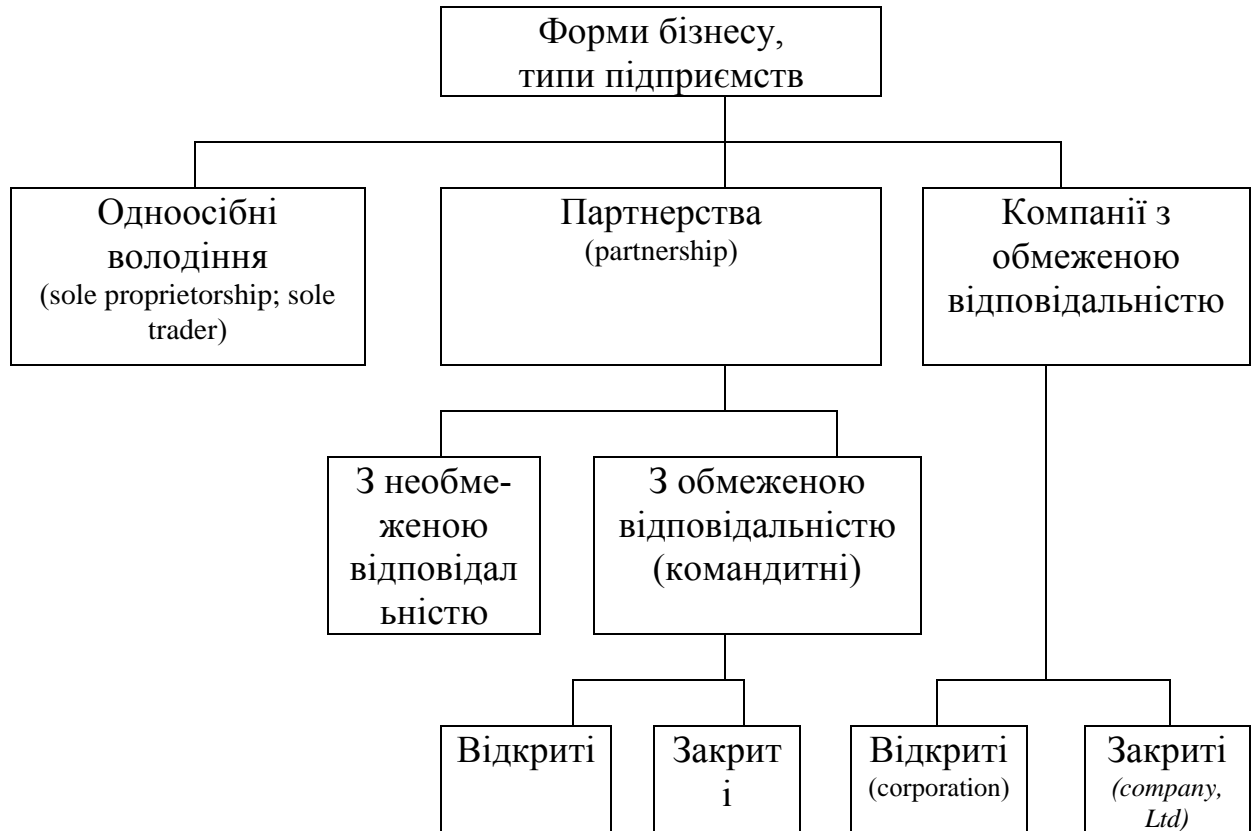 Форми бізнесу,
типи підприємств
Одноосібні
володіння
(sole proprietorship; sole
trader)
Партнерства
(partnership)
Компанії з
обмеженою
відповідальністю
З необме-
женою
відповідал
ьністю
З обмеженою
відповідальністю
(командитні)
Відкриті
Закрит
і
Відкриті
(corporation)
Закриті
(company,
Ltd)